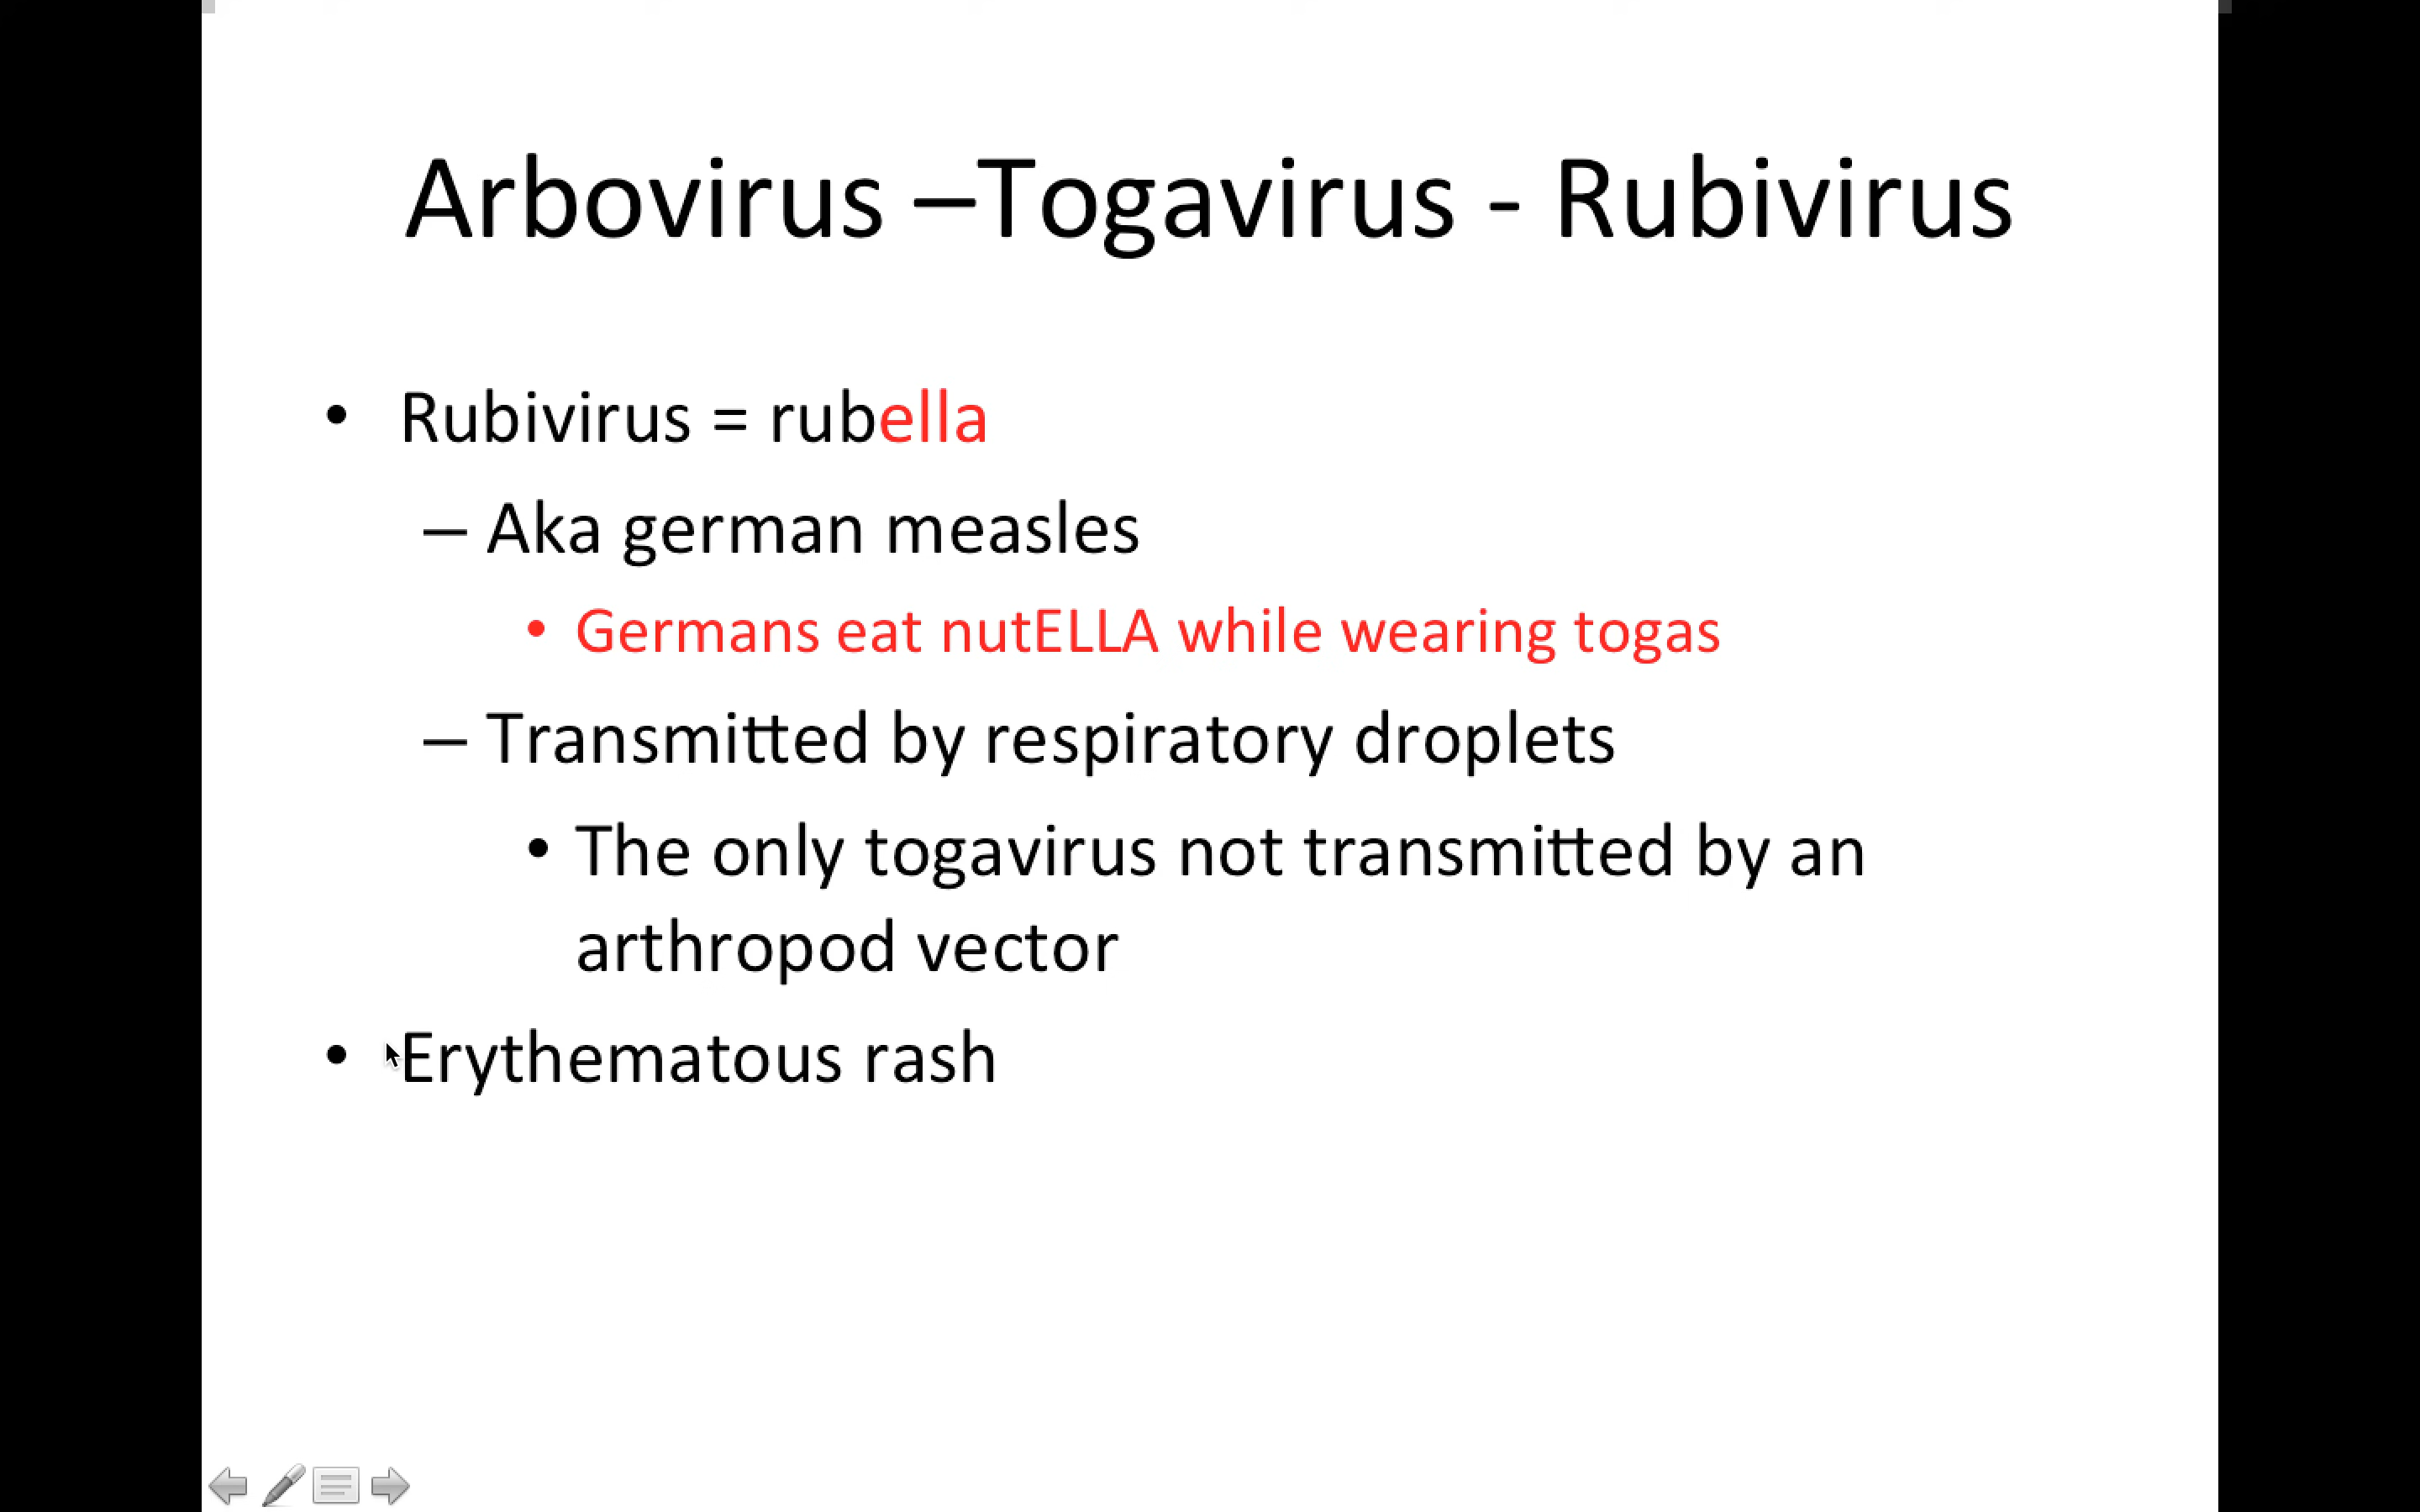 Arbovirus –Togavirus - Rubivirus
• Rubivirus = rubella
– Aka german measles
• Germans eat nutELLA while wearing togas
– Transmitted by respiratory droplets
• The only togavirus not transmitted by an
arthropod vector
• Erythematous rash